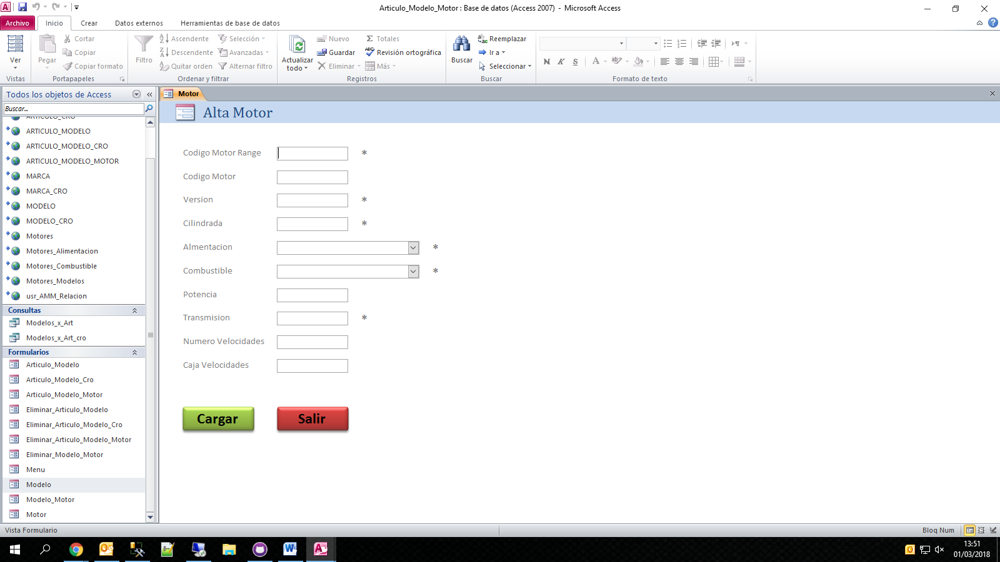 Articulo_Modelo_Motor : Base de datos (Access 2007) - Microsoft Access
Archivo Inicio Crear Datos externos Herramientas de base de datos
Ver
Vistas
Pegar
Cortar
Copiar
Copiar formato
Portapapeles
Filtro
Ascendente
Descendente
Quitar orden
Selección
Avanzadas
Alternar filtro
Ordenar y filtrar
Actualizar todo
Nuevo
Guardar
Eliminar
Totales
Revisión ortográfica
Más
Registros
Buscar
Reemplazar
Ir a
Seleccionar
Buscar
N K S
Formato de texto
Todos los objetos de Access
Buscar...
ARTICULO_CRO
ARTICULO_MODELO
ARTICULO_MODELO_CRO
ARTICULO_MODELO_MOTOR
MARCA
MARCA_CRO
MODELO
MODELO_CRO
Motores
Motores_Alimentacion
Motores_Combustible
Motores_Modelos
usr_AMM_Relacion
Consultas
Modelos_x_Art
Modelos_x_Art_cro
Formularios
Articulo_Modelo
Articulo_Modelo_Cro
Articulo_Modelo_Motor
Eliminar_Articulo_Modelo
Eliminar_Articulo_Modelo_Cro
Eliminar_Articulo_Modelo_Motor
Eliminar_Modelo_Motor
Menu
Modelo
Modelo_Motor
Motor
Motor
Alta Motor
Codigo Motor Range *
Codigo Motor
Version *
Cilindrada *
Almentacion *
Combustible *
Potencia
Transmision *
Numero Velocidades
Caja Velocidades
Cargar Salir
Vista Formulario
Bloq Num
13:51
01/03/2018